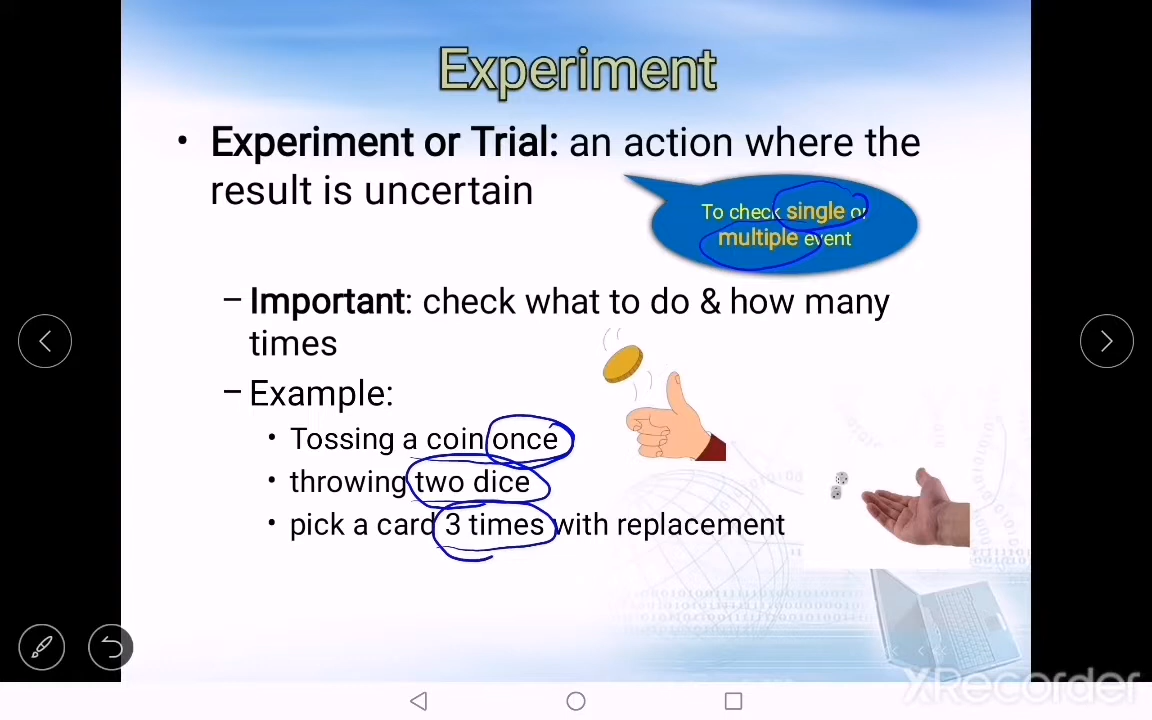 Experiment
• Experiment or Trial: an action where the
result is uncertain
To check single or
multiple event
– Important: check what to do & how many
times
– Example:
• Tossing a coin once
• throwing two dice
• pick a card 3 times with replacement
XRecorder